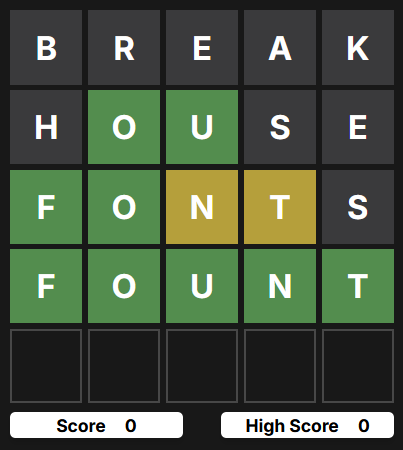 B R E A K
H O U S E
F O N T S
F O U N T
Score 0 High Score 0